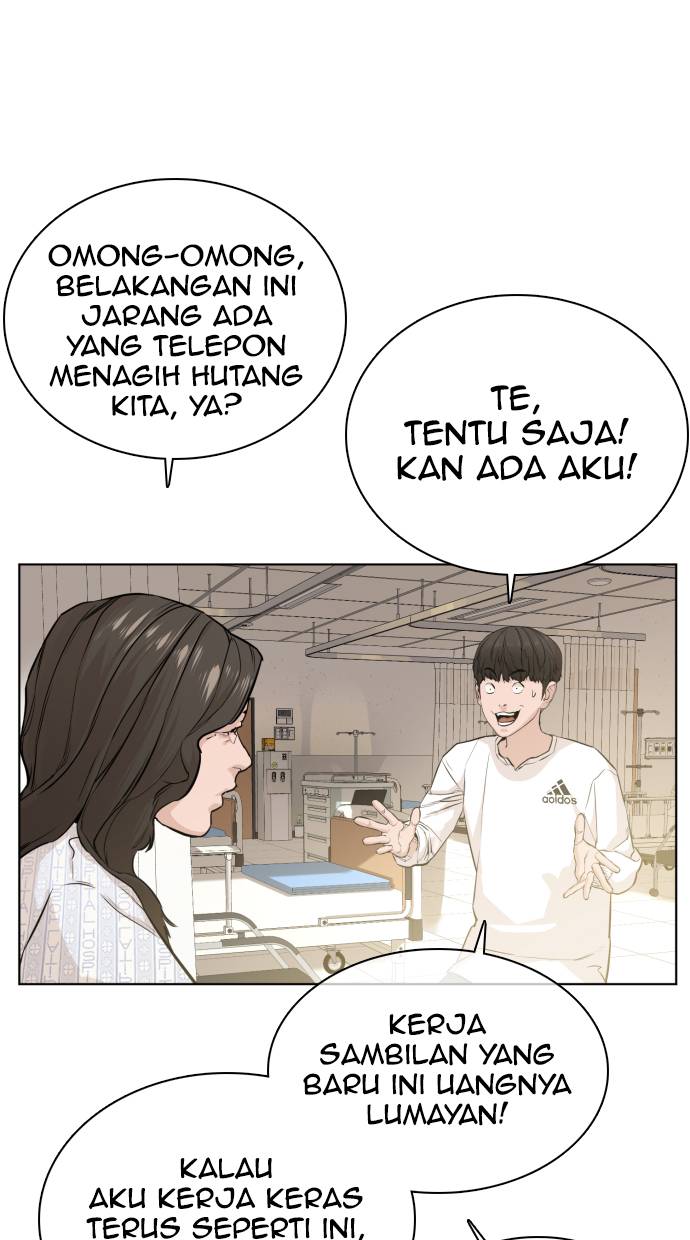 OMONG-OMONG,
BELAKANGAN INI
JARANG ADA
YANG TELEPON
MENAGIH HUTANG
KITA, YA?
TE,
TENTU SAJA!
KAN ADA AKU!
aoldos
KERJA
SAMBILAN YANG
BARU INI UANGNYA
LUMAYAN!
KALAU
AKU KERJA KERAS
TERUS SEPERTI INI,